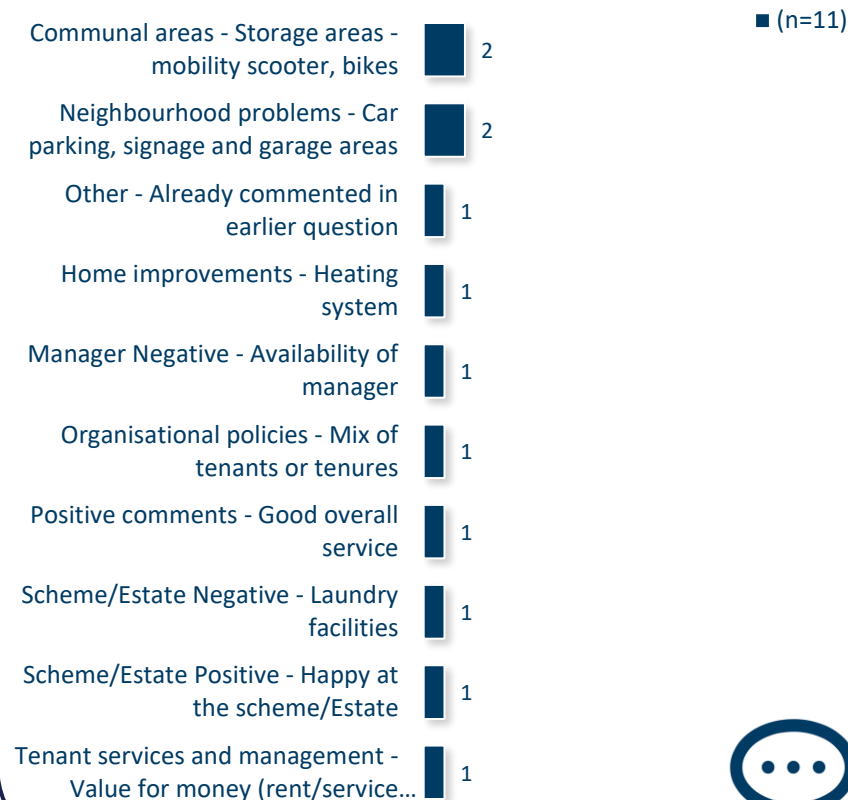 ■ (n=11)
Communal areas - Storage areas -
mobility scooter, bikes
2
Neighbourhood problems - Car
parking, signage and garage areas
2
Other - Already commented in
earlier question
1
Home improvements - Heating
system
1
Manager Negative - Availability of
manager
1
Organisational policies - Mix of
tenants or tenures
1
Positive comments - Good overall
service
1
Scheme/Estate Negative - Laundry
facilities
1
Scheme/Estate Positive - Happy at
the scheme/Estate
1
Tenant services and management -
Value for money (rent/service…
1